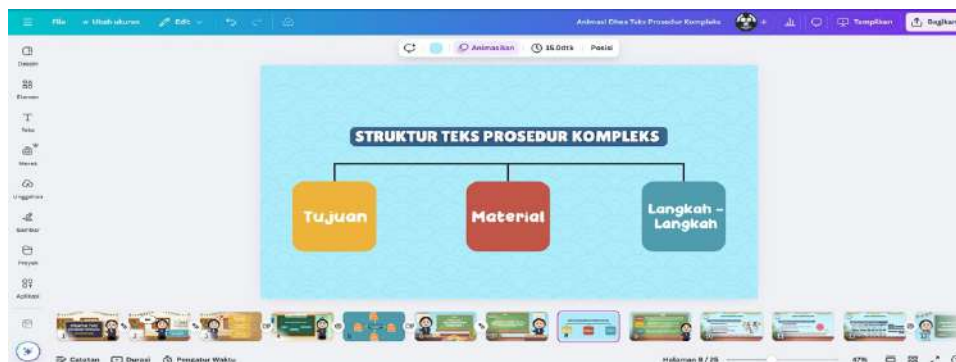 File
Ubah ukuran
Edit
Animasi Dhea Teks Prosedur Kompleks
Tampilkan
Bagikan
Animasikan
15.0dtk
Posisi
Desain
Elemen
Teks
Merek
Unggahan
Gambar
Proyek
Aplikasi
STRUKTUR TEKS PROSEDUR KOMPLEKS
Tujuan
Material
Langkah -
Langkah
Catatan
Durasi
Pengatur Waktu
Halaman 8 / 25
47%